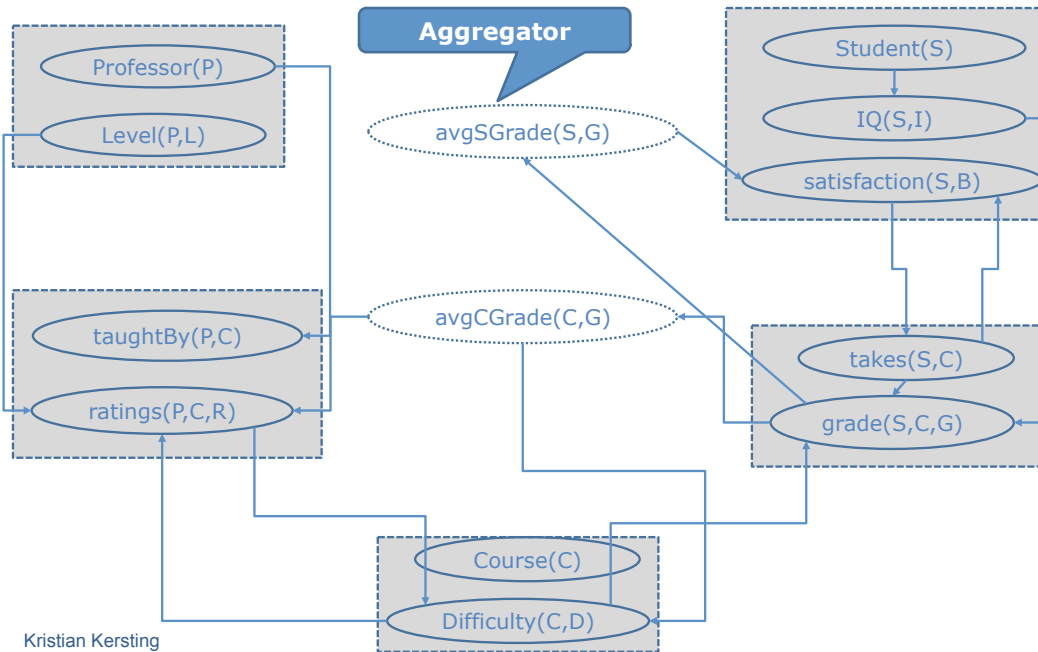 Aggregator
Professor(P)
Level(P,L)
avgSGrade(S,G)
Student(S)
IQ(S,I)
satisfaction(S,B)
taughtBy(P,C)
ratings(P,C,R)
avgCGrade(C,G)
takes(S,C)
grade(S,C,G)
Course(C)
Difficulty(C,D)
Kristian Kersting